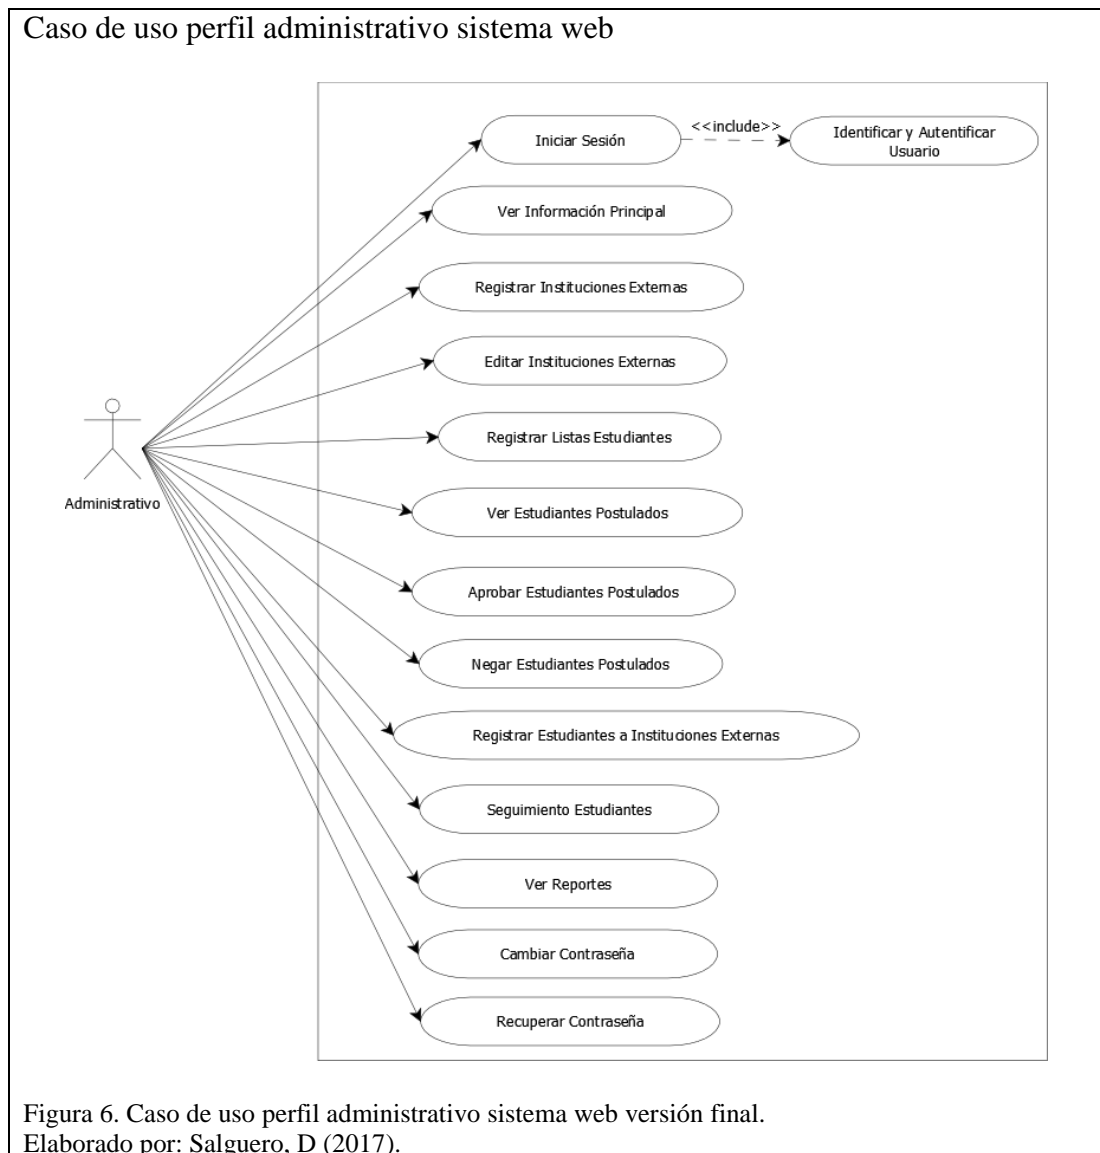 Caso de uso perfil administrativo sistema web
<<include>>
Iniciar Sesión
Identificar y Autentificar
Usuario
Ver Información Principal
Registrar Instituciones Externas
Editar Instituciones Externas
Registrar Listas Estudiantes
Administrativo
Ver Estudiantes Postulados
Aprobar Estudiantes Postulados
Negar Estudiantes Postulados
Registrar Estudiantes a Instituciones Externas
Seguimiento Estudiantes
Ver Reportes
Cambiar Contraseña
Recuperar Contraseña
Figura 6. Caso de uso perfil administrativo sistema web versión final.
Elaborado por: Salguero, D (2017).